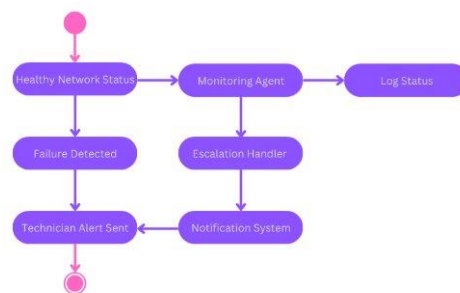 Healthy Network Status
Monitoring Agent
Log Status
Failure Detected
Escalation Handler
Technician Alert Sent
Notification System